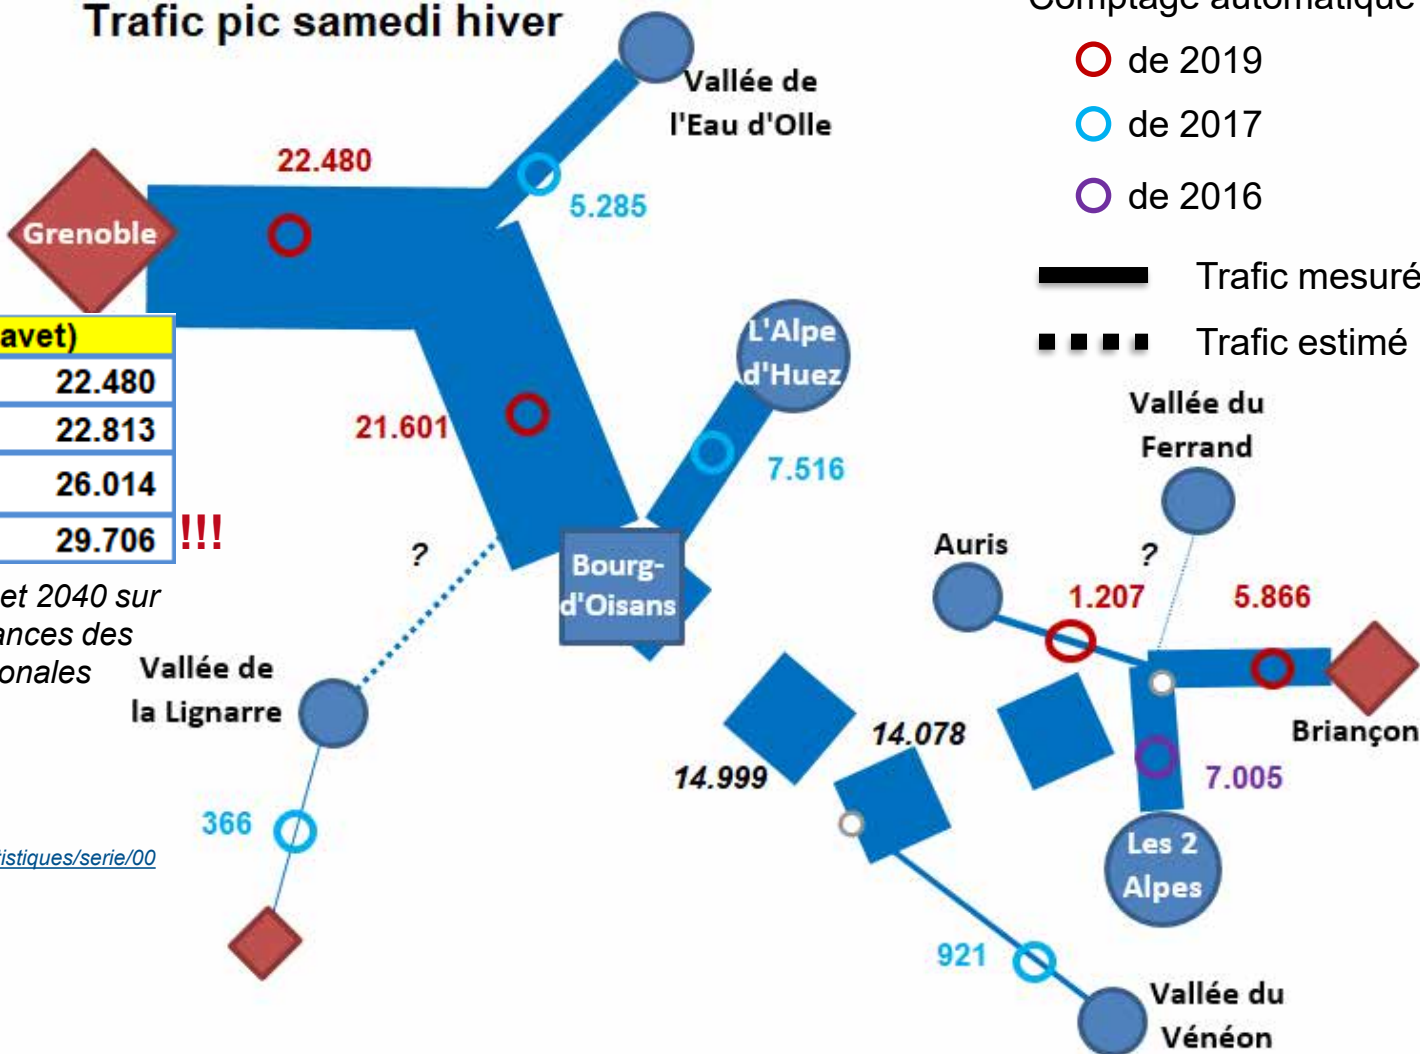 Trafic pic samedi hiver
Comptage automatique
de 2019
de 2017
de 2016
Trafic mesuré
Trafic estimé
Vallée de
l'Eau d'Olle
22.480
5.285
Grenoble
avet)
22.480
22.813
26.014
29.706
!!!
et 2040 sur
ances des
onales
L'Alpe
d'Huez
21.601
7.516
?
Bourg-
d'Oisans
Vallée du
Ferrand
Auris
?
1.207
5.866
Briançon
Vallée de
la Lignarre
14.078
14.999
7.005
366
istiques/serie/00
Les 2
Alpes
921
Vallée du
Vénéon